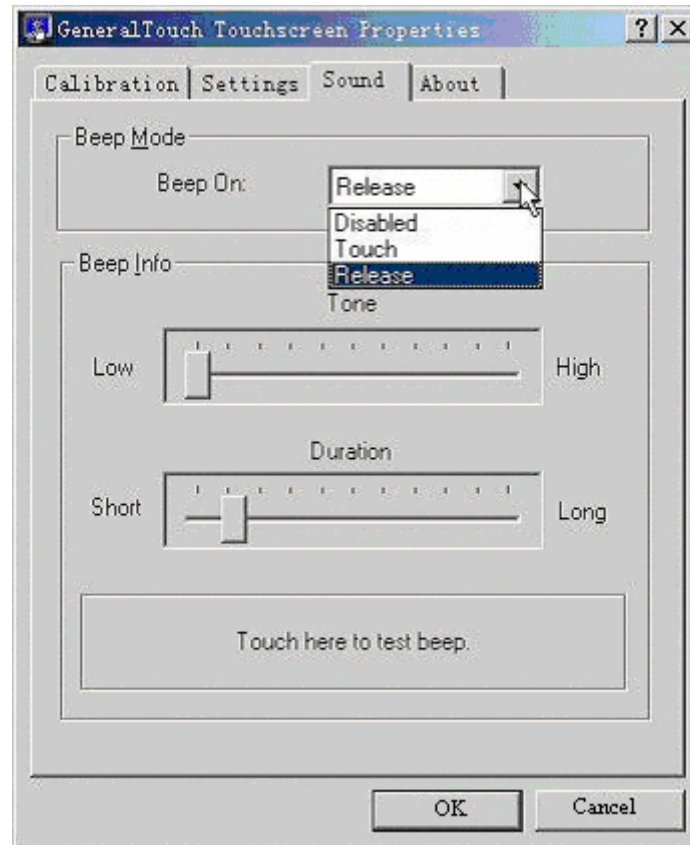 GeneralTouch Touchscreen Properties
Calibration Settings Sound About
Beep Mode
Beep On: Release
Disabled
Touch
Release
Beep Info
Tone
Low High
Duration
Short Long
Touch here to test beep.
OK Cancel